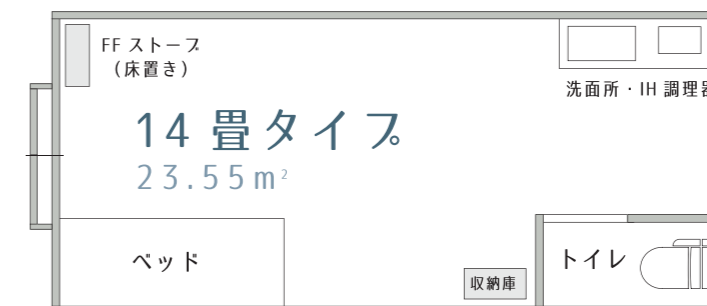 FF ストーブ
（床置き）
洗面所・IH 調理器
14 畳タイプ
23.55m²
ベッド
トイレ
収納庫